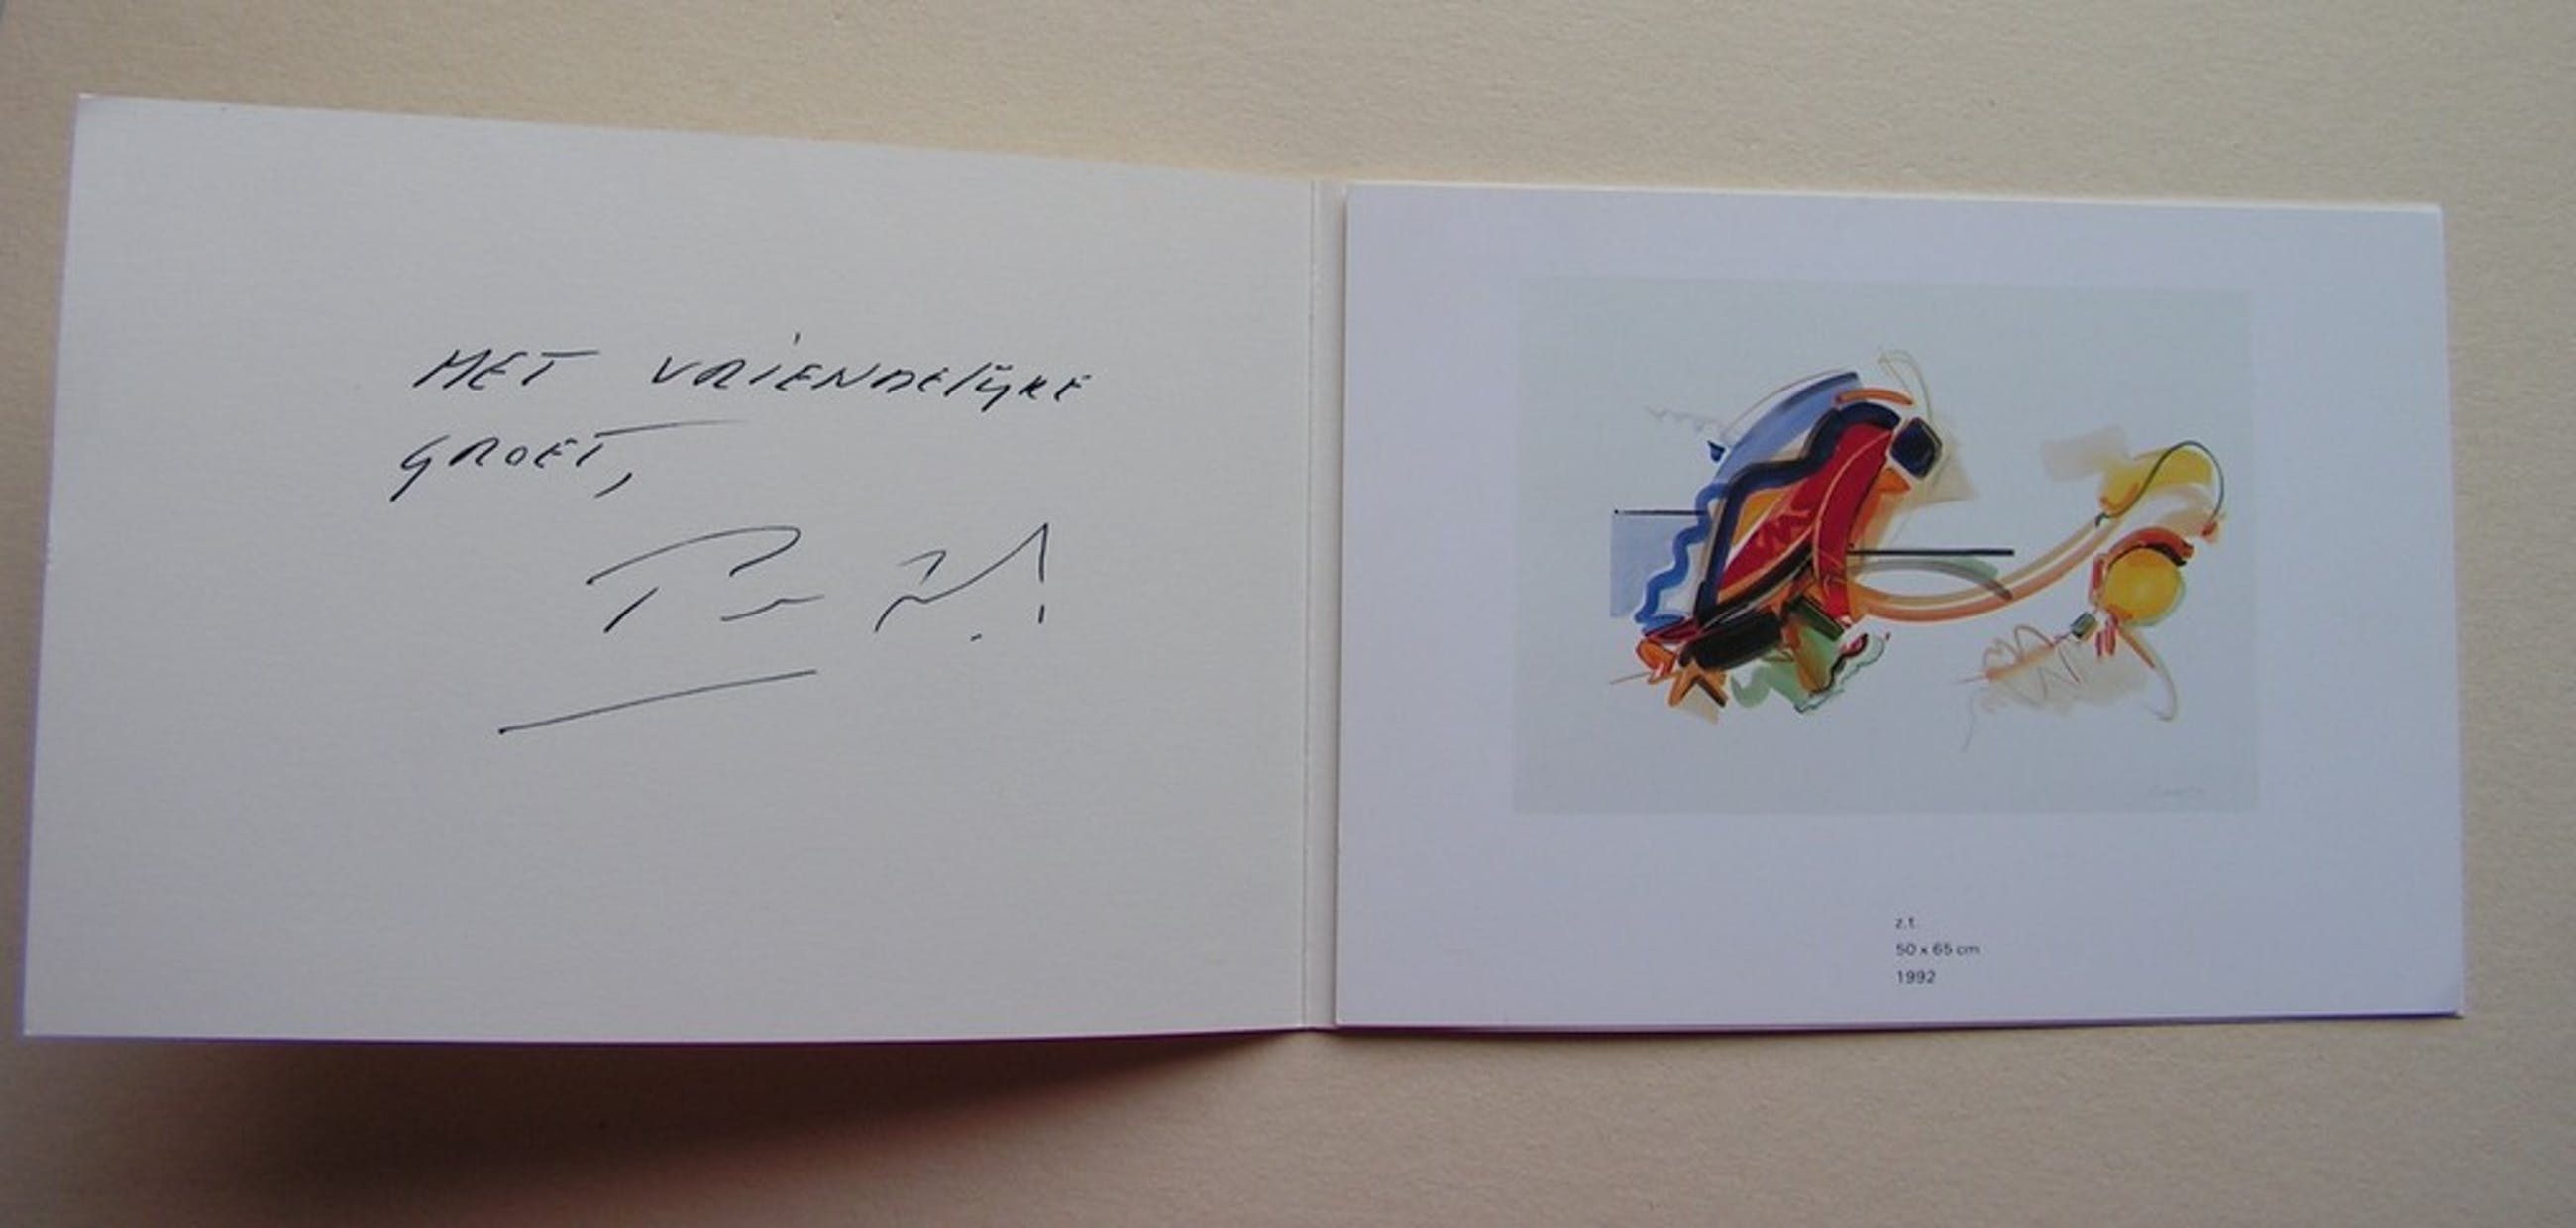 MET VRIENDELIJKE
GROET,
z.t.
50 x 65 cm
1992